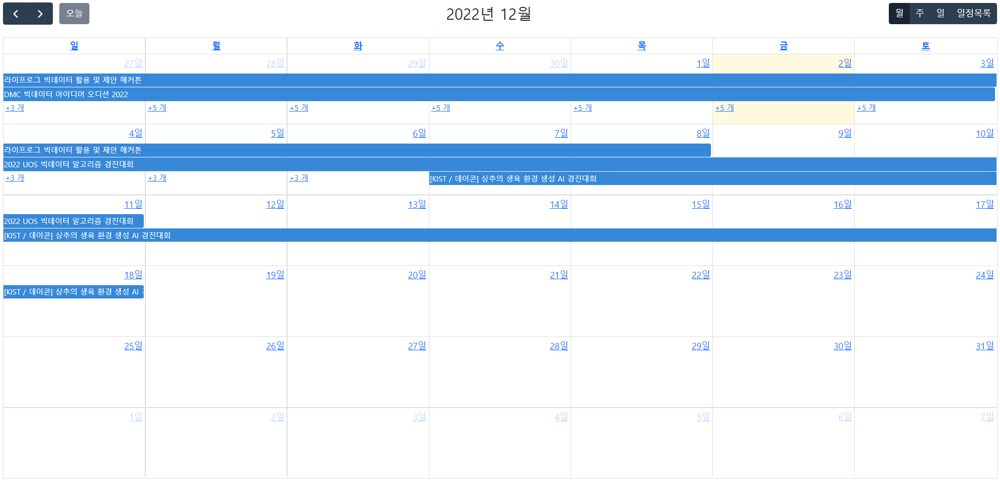 오늘
2022년 12월
월 주 일 일정목록
일 월 화 수 목 금 토
27일 28일 29일 30일 1일 2일 3일
라이프로그 빅데이터 활용 및 제안 해커톤
DMC 빅데이터 아이디어 오디션 2022
+3 개 +5 개 +5 개 +5 개 +5 개 +5 개 +5 개
4일 5일 6일 7일 8일 9일 10일
라이프로그 빅데이터 활용 및 제안 해커톤
2022 UOS 빅데이터 알고리즘 경진대회
+3 개 +3 개 +3 개 [KIST / 데이콘] 상추의 생육 환경 생성 AI 경진대회
11일 12일 13일 14일 15일 16일 17일
2022 UOS 빅데이터 알고리즘 경진대회
[KIST / 데이콘] 상추의 생육 환경 생성 AI 경진대회
18일 19일 20일 21일 22일 23일 24일
[KIST / 데이콘] 상추의 생육 환경 생성 AI
25일 26일 27일 28일 29일 30일 31일
1일 2일 3일 4일 5일 6일 7일